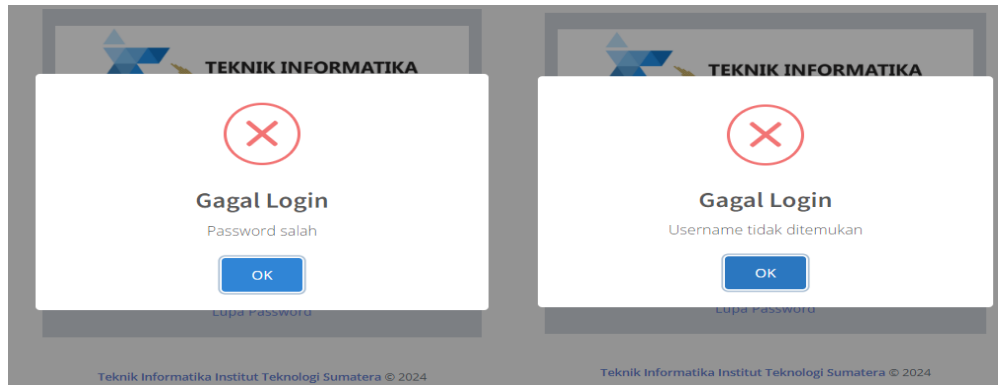 TEKNIK INFORMATIKA
Gagal Login
Password salah
OK
Lupa Password
Teknik Informatika Institut Teknologi Sumatera © 2024
TEKNIK INFORMATIKA
Gagal Login
Username tidak ditemukan
OK
Lupa Password
Teknik Informatika Institut Teknologi Sumatera © 2024